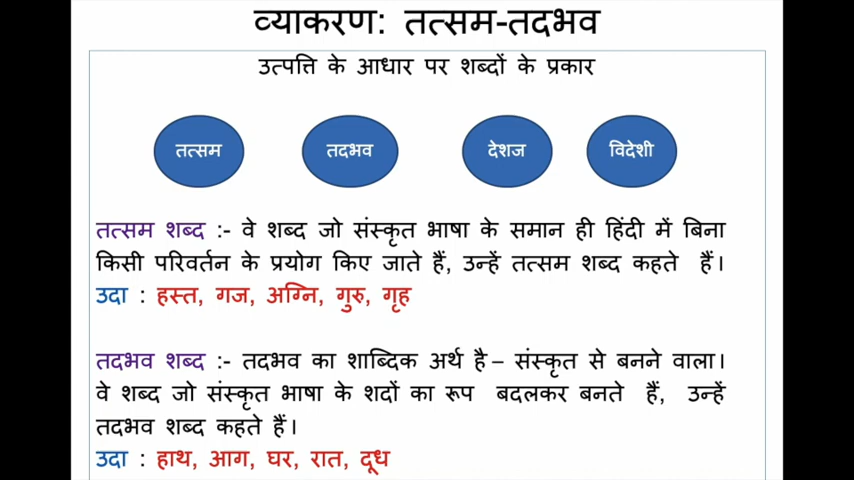 व्याकरण: तत्सम-तदभव
उत्पत्ति के आधार पर शब्दों के प्रकार
तत्सम तदभव देशज विदेशी
तत्सम शब्द :- वे शब्द जो संस्कृत भाषा के समान ही हिंदी में बिना
किसी परिवर्तन के प्रयोग किए जाते हैं, उन्हें तत्सम शब्द कहते हैं।
उदा : हस्त, गज, अग्नि, गुरु, गृह
तदभव शब्द :- तदभव का शाब्दिक अर्थ है – संस्कृत से बनने वाला।
वे शब्द जो संस्कृत भाषा के शदों का रूप बदलकर बनते हैं, उन्हें
तदभव शब्द कहते हैं।
उदा : हाथ, आग, घर, रात, दूध